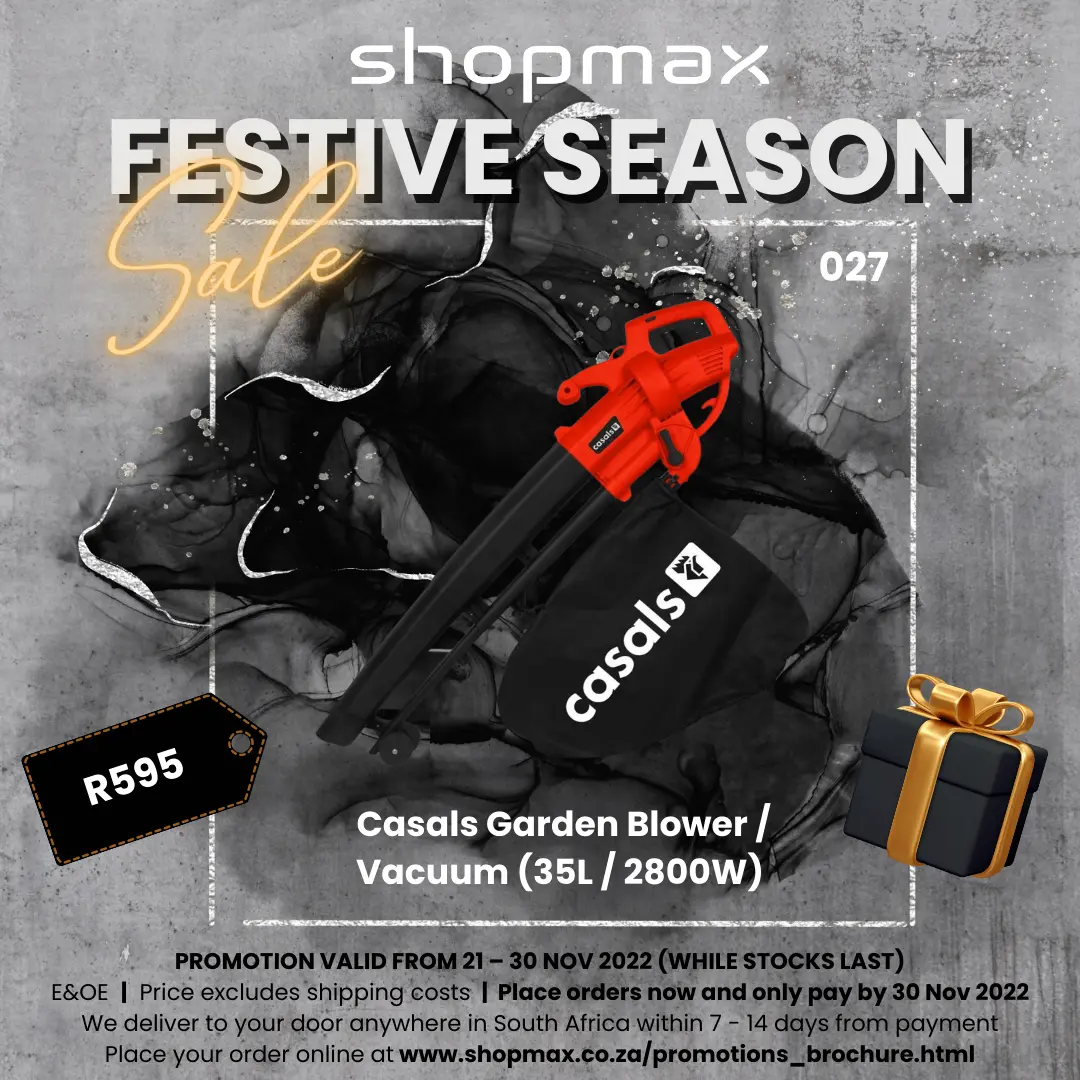 shopmax
FESTIVE SEASON
Sale
027
casals
casals
R595
Casals Garden Blower /
Vacuum (35L / 2800W)
PROMOTION VALID FROM 21 – 30 NOV 2022 (WHILE STOCKS LAST)
E&OE | Price excludes shipping costs | Place orders now and only pay by 30 Nov 2022
We deliver to your door anywhere in South Africa within 7 - 14 days from payment
Place your order online at www.shopmax.co.za/promotions_brochure.html